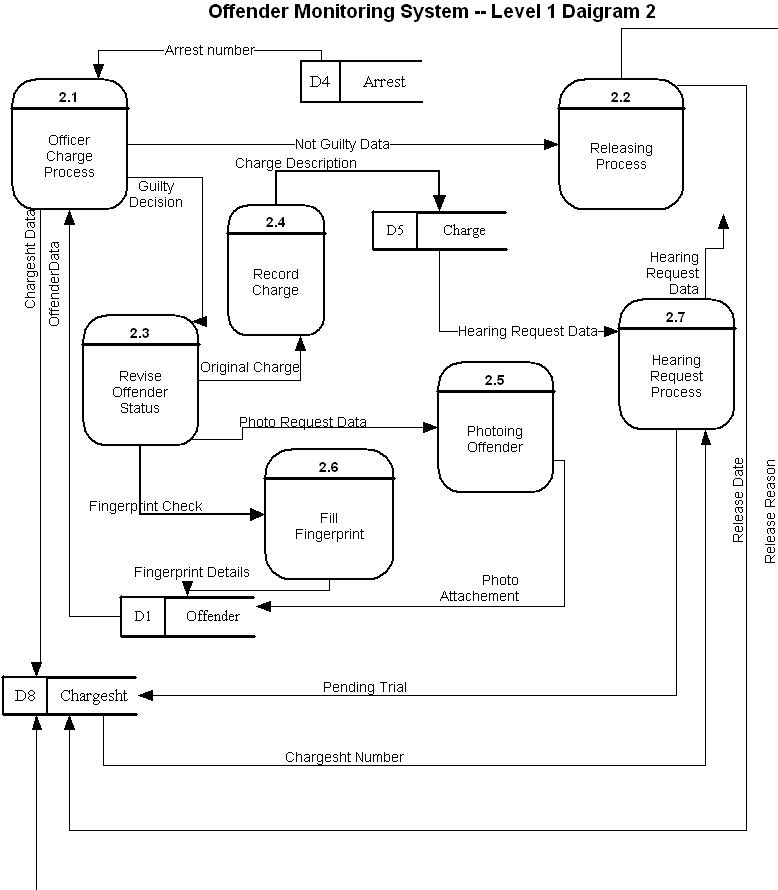 Offender Monitoring System -- Level 1 Daigram 2
Arrest number
D4
Arrest
2.1
Officer
Charge
Process
2.2
Releasing
Process
Not Guilty Data
Charge Description
Guilty
Decision
2.4
Record
Charge
D5
Charge
Chargesht Data
OffenderData
Hearing
Request
Data
2.3
Revise
Offender
Status
Hearing Request Data
2.7
Hearing
Request
Process
Original Charge
2.5
Photoing
Offender
Photo Request Data
2.6
Fill
Fingerprint
Fingerprint Check
Release Date
Release Reason
Fingerprint Details
Photo
Attachement
D1
Offender
D8
Chargesht
Pending Trial
Chargesht Number